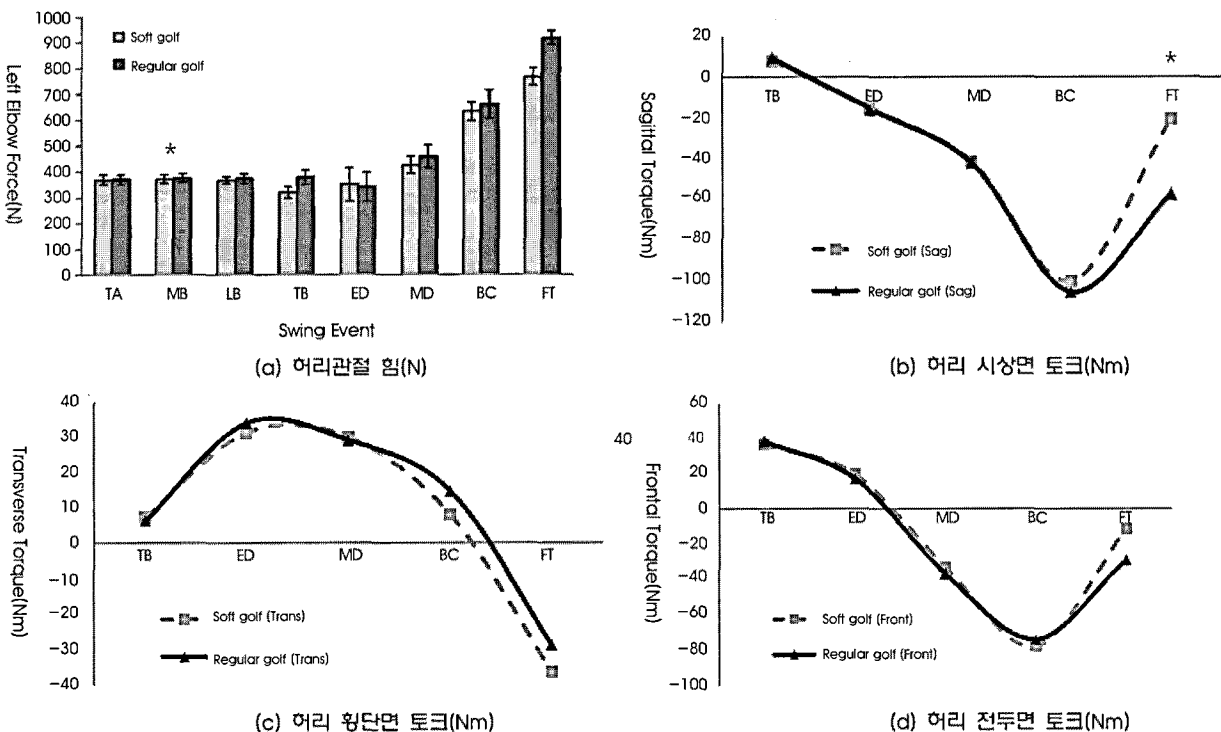 1000
900
800
700
600
500
400
300
200
100
0
Left Elbow Force(N)
Soft golf
Regular golf
*
TA MB LB TB ED MD BC FT
Swing Event
(a) 허리관절 힘(N)
20
0
-20
-40
-60
-80
-100
-120
Sagittal Torque(Nm)
*
TB ED MD BC FT
Soft golf (Sag)
Regular golf (Sag)
(b) 허리 시상면 토크(Nm)
40
30
20
10
0
-10
-20
-30
-40
Transverse Torque(Nm)
TB ED MD BC FT
Soft golf (Trans)
Regular golf (Trans)
(c) 허리 횡단면 토크(Nm)
40
60
40
20
0
-20
-40
-60
-80
-100
Frontal Torque(Nm)
TB ED MD BC FT
Soft golf (Front)
Regular golf (Front)
(d) 허리 전두면 토크(Nm)